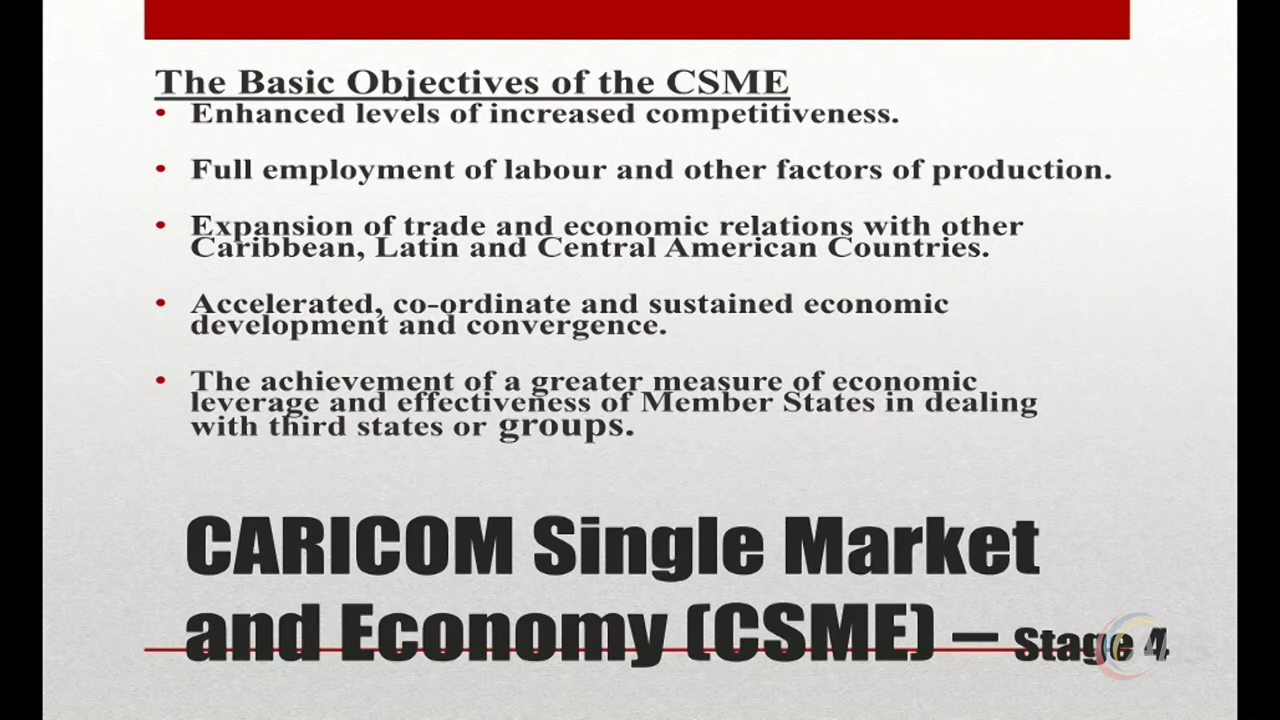 The Basic Objectives of the CSME
• Enhanced levels of increased competitiveness.
• Full employment of labour and other factors of production.
• Expansion of trade and economic relations with other
Caribbean, Latin and Central American Countries.
• Accelerated, co-ordinate and sustained economic
development and convergence.
• The achievement of a greater measure of economic
leverage and effectiveness of Member States in dealing
with third states or groups.
CARICOM Single Market
and Economy (CSME) – Stage 4